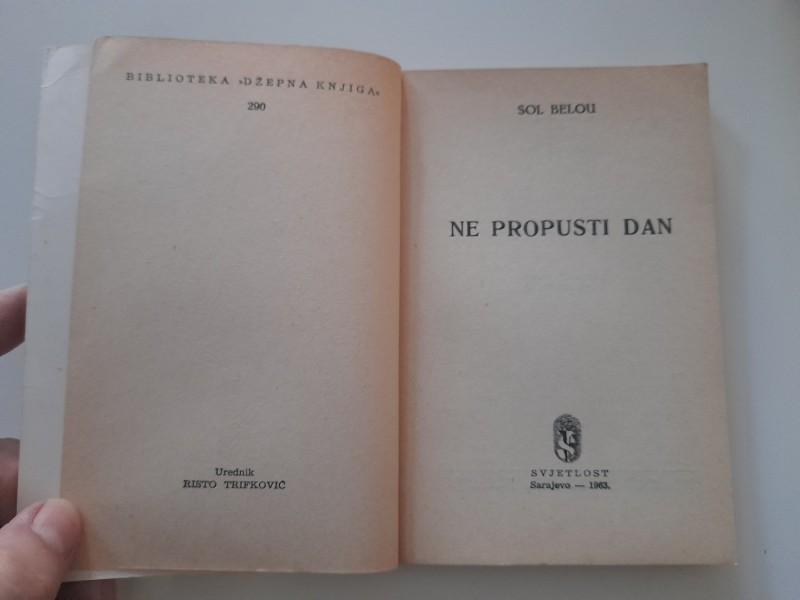 BIBLIOTEKA »DŽEPNA KNJIGA«
290
Urednik
RISTO TRIFKOVIĆ
SOL BELOU
NE PROPUSTI DAN
SVJETLOST
Sarajevo — 1963.